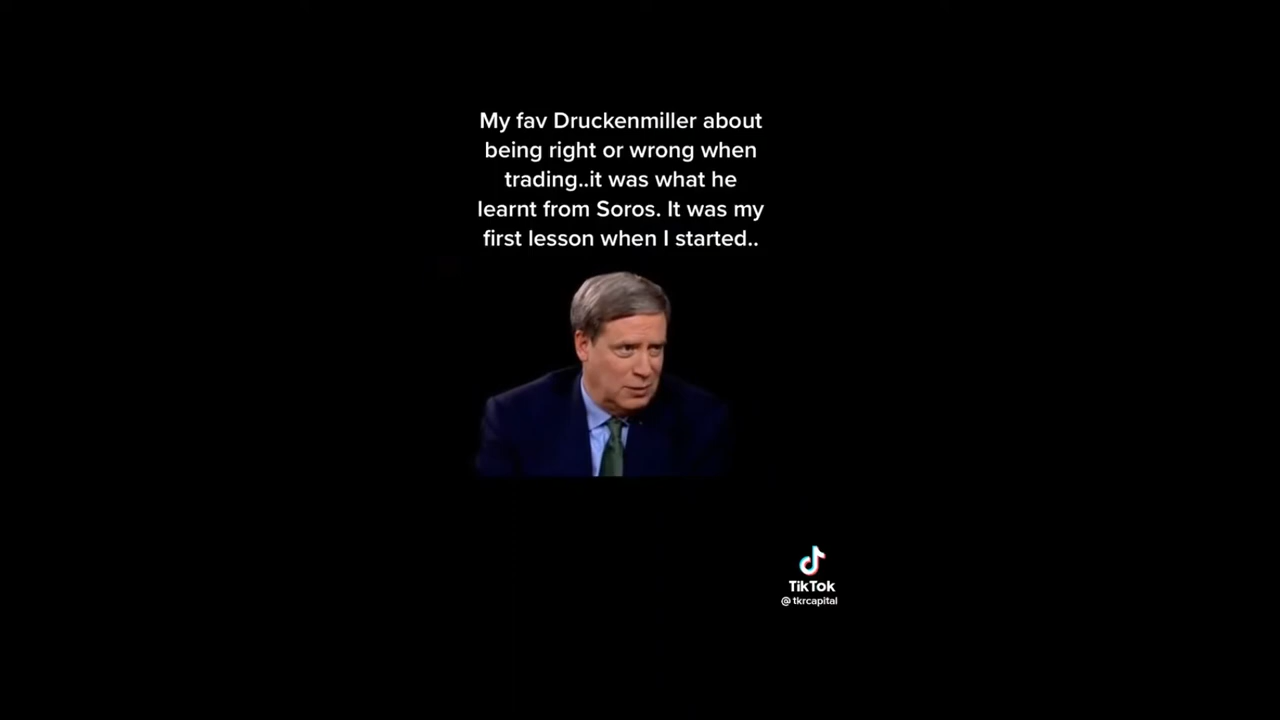 My fav Druckenmiller about
being right or wrong when
trading..it was what he
learnt from Soros. It was my
first lesson when I started..
TikTok
@tkrcapital